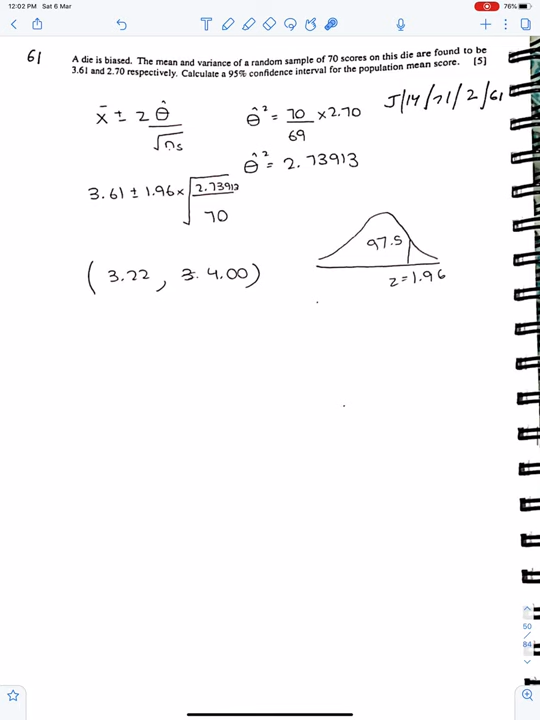 12:02 PM Sat 6 Mar
76%
61
A die is biased. The mean and variance of a random sample of 70 scores on this die are found to be
3.61 and 2.70 respectively. Calculate a 95% confidence interval for the population mean score. [5]
J/14/71/2/61
x̄ ± z θ̂/√ns
θ̂² = 70/69 × 2.70
θ̂² = 2.73913
3.61 ± 1.96 × √(2.73913/70)
97.5
z = 1.96
(3.22, 3. 4.00)
50
/
84